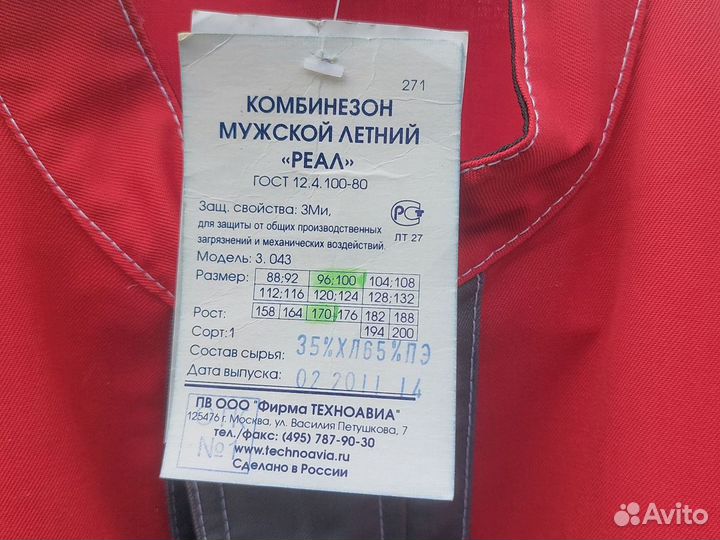 271
КОМБИНЕЗОН
МУЖСКОЙ ЛЕТНИЙ
«РЕАЛ»
ГОСТ 12.4.100-80
Защ. свойства: ЗМи,
для защиты от общих производственных
загрязнений и механических воздействий.
РСТ
ЛТ 27
Модель: 3. 043
Размер: 88;92 96;100 104;108
112;116 120;124 128;132
Рост: 158 164 170 176 182 188
194 200
Сорт:1
Состав сырья: 35%ХЛ65%ПЭ
Дата выпуска: 02 2011 14
ПВ ООО "Фирма ТЕХНОАВИА"
125476 г. Москва, ул. Василия Петушкова, 7
тел./факс: (495) 787-90-30
www.technoavia.ru
Сделано в России
№1
Avito